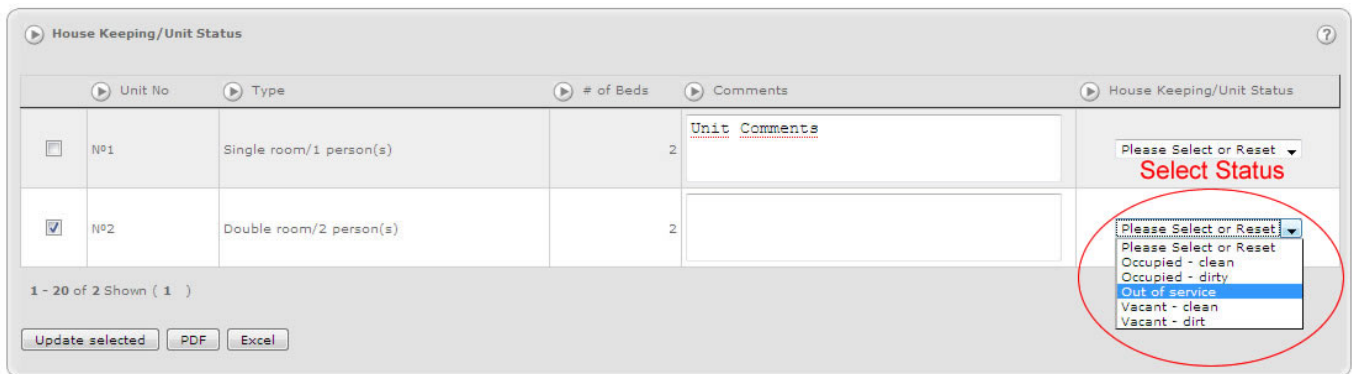 House Keeping/Unit Status ?
Unit No Type # of Beds Comments House Keeping/Unit Status
Nº1 Single room/1 person(s) 2 Unit Comments Please Select or Reset
Select Status
Nº2 Double room/2 person(s) 2 Please Select or Reset
Please Select or Reset
Occupied - clean
Occupied - dirty
Out of service
Vacant - clean
Vacant - dirt
1 - 20 of 2 Shown ( 1 )
Update selected PDF Excel